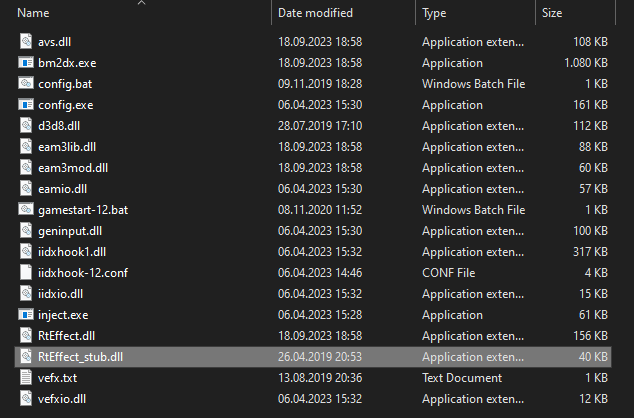 Name Date modified Type Size
avs.dll 18.09.2023 18:58 Application exten... 108 KB
bm2dx.exe 18.09.2023 18:58 Application 1.080 KB
config.bat 09.11.2019 18:28 Windows Batch File 1 KB
config.exe 06.04.2023 15:30 Application 161 KB
d3d8.dll 28.07.2019 17:10 Application exten... 112 KB
eam3lib.dll 18.09.2023 18:58 Application exten... 88 KB
eam3mod.dll 18.09.2023 18:58 Application exten... 60 KB
eamio.dll 06.04.2023 15:30 Application exten... 57 KB
gamestart-12.bat 08.11.2020 11:52 Windows Batch File 1 KB
geninput.dll 06.04.2023 15:30 Application exten... 100 KB
iidxhook1.dll 06.04.2023 15:32 Application exten... 317 KB
iidxhook-12.conf 06.04.2023 14:46 CONF File 4 KB
iidxio.dll 06.04.2023 15:32 Application exten... 15 KB
inject.exe 06.04.2023 15:28 Application 61 KB
RtEffect.dll 18.09.2023 18:58 Application exten... 156 KB
RtEffect_stub.dll 26.04.2019 20:53 Application exten... 40 KB
vefx.txt 13.08.2019 20:36 Text Document 1 KB
vefxio.dll 06.04.2023 15:32 Application exten... 12 KB